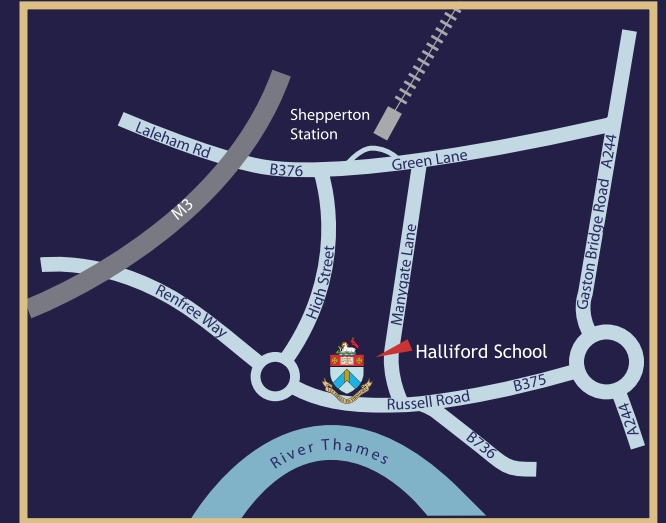 Shepperton
Station
Laleham Rd
B376
Green Lane
A244
M3
Gaston Bridge Road
High Street
Manygate Lane
Renfree Way
Halliford School
B375
Russell Road
A244
B736
River Thames